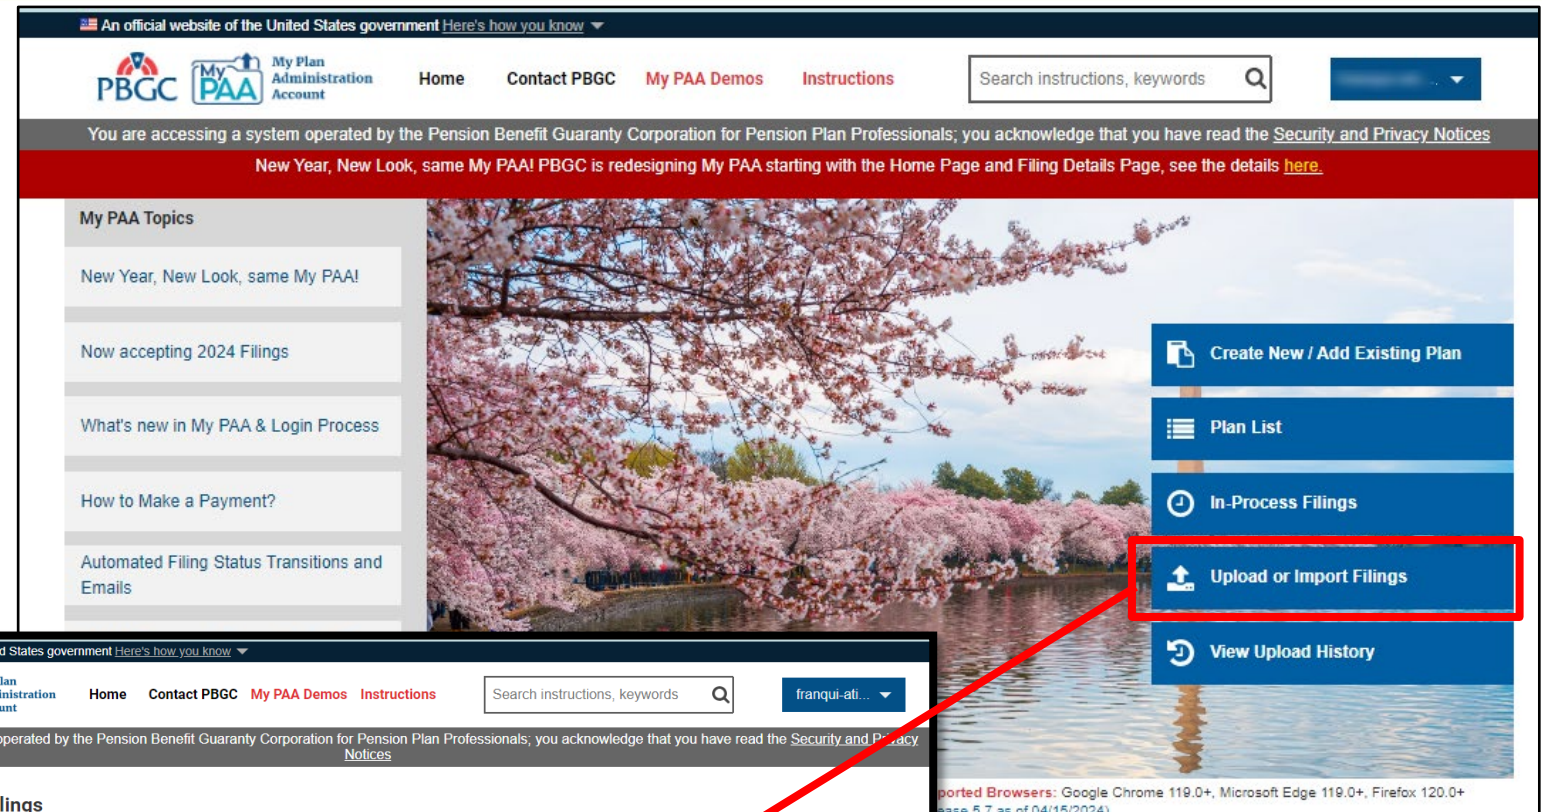 An official website of the United States government Here's how you know
PBGC
My PAA
My Plan
Administration
Account
Home
Contact PBGC
My PAA Demos
Instructions
Search instructions, keywords
You are accessing a system operated by the Pension Benefit Guaranty Corporation for Pension Plan Professionals; you acknowledge that you have read the Security and Privacy Notices
New Year, New Look, same My PAA! PBGC is redesigning My PAA starting with the Home Page and Filing Details Page, see the details here.
My PAA Topics
New Year, New Look, same My PAA!
Now accepting 2024 Filings
What's new in My PAA & Login Process
How to Make a Payment?
Automated Filing Status Transitions and
Emails
Create New / Add Existing Plan
Plan List
In-Process Filings
Upload or Import Filings
View Upload History
d States government Here's how you know
lan
inistration
unt
Home
Contact PBGC
My PAA Demos
Instructions
Search instructions, keywords
franqui-ati...
operated by the Pension Benefit Guaranty Corporation for Pension Plan Professionals; you acknowledge that you have read the Security and Privacy
Notices
lings
ported Browsers: Google Chrome 119.0+, Microsoft Edge 119.0+, Firefox 120.0+
ease 5.7 as of 04/15/2024)